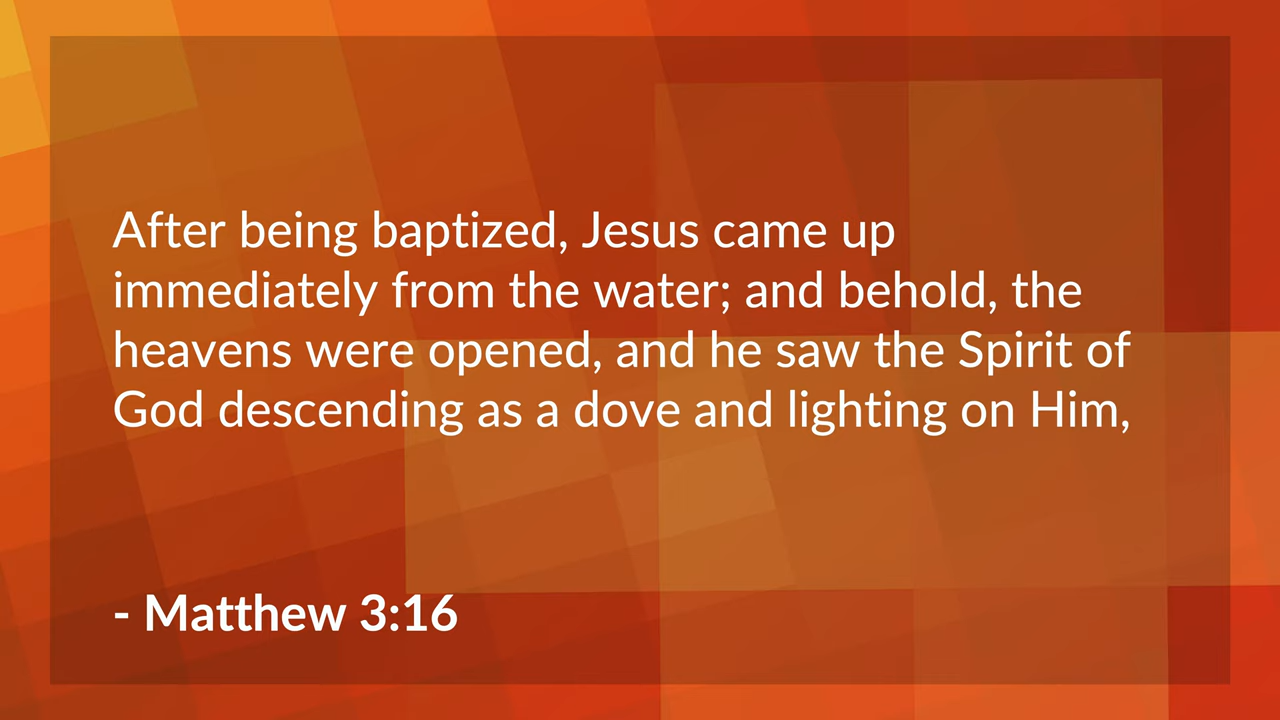 After being baptized, Jesus came up
immediately from the water; and behold, the
heavens were opened, and he saw the Spirit of
God descending as a dove and lighting on Him,
- Matthew 3:16